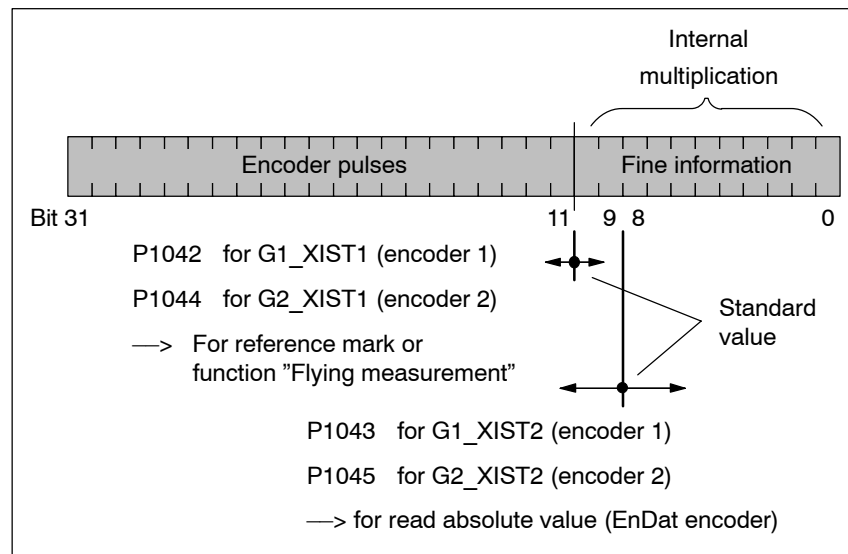 Internal
multiplication
Encoder pulses Fine information
Bit 31 11 9 8 0
P1042 for G1_XIST1 (encoder 1)
P1044 for G2_XIST1 (encoder 2)
—> For reference mark or
function ”Flying measurement”
Standard
value
P1043 for G1_XIST2 (encoder 1)
P1045 for G2_XIST2 (encoder 2)
—> for read absolute value (EnDat encoder)